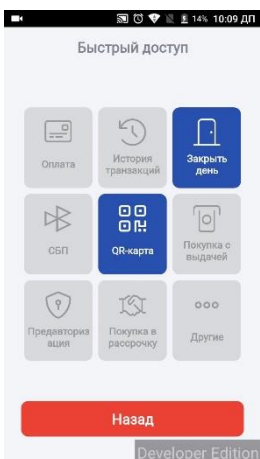 14% 10:09 ДП
Быстрый доступ
Оплата
История
транзакций
Закрыть
день
СБП
QR-карта
Покупка с
выдачей
Предавториз
ация
Покупка в
рассрочку
Другие
Назад
Developer Edition